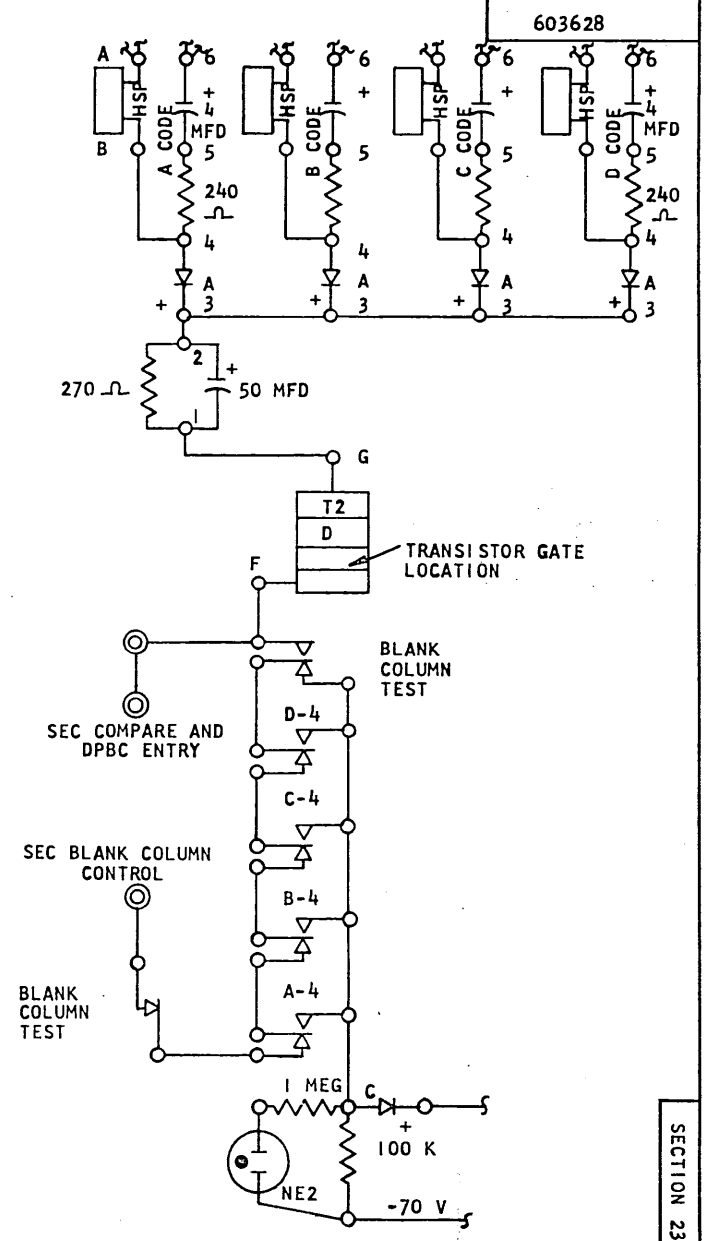 603628
A
6
6
6
6
HSP
HSP
HSP
HSP
+
4
MFD
+
+
+
4
MFD
B
A CODE
B CODE
C CODE
D CODE
5
5
5
5
240
Ω
240
Ω
4
4
4
4
A
A
A
A
+
3
+
3
+
3
+
3
2
270 Ω
+
50 MFD
1
G
T2
D
TRANSISTOR GATE
LOCATION
F
BLANK
COLUMN
TEST
SEC COMPARE AND
DPBC ENTRY
D-4
C-4
SEC BLANK COLUMN
CONTROL
B-4
A-4
BLANK
COLUMN
TEST
1 MEG
C
+
100 K
NE2
-70 V
SECTION 23